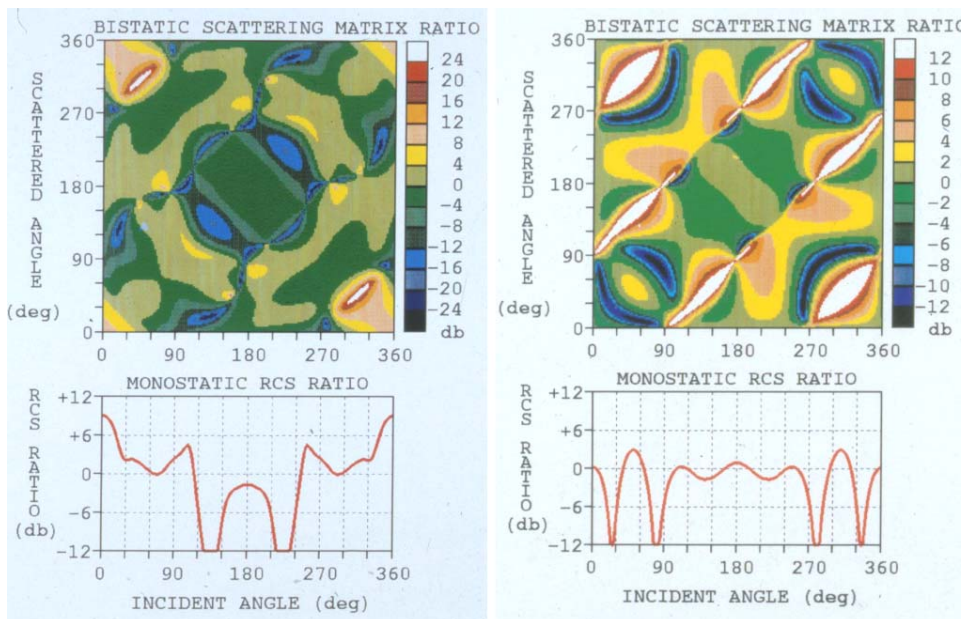 BISTATIC SCATTERING MATRIX RATIO
SCATTERED ANGLE
(deg)
360
270
180
90
0
0 90 180 270 360
24
20
16
12
8
4
0
-4
-8
-12
-16
-20
-24
db
MONOSTATIC RCS RATIO
RCS RATIO
(db)
+12
+6
0
-6
-12
0 90 180 270 360
INCIDENT ANGLE (deg)
BISTATIC SCATTERING MATRIX RATIO
SCATTERED ANGLE
(deg)
360
270
180
90
0
0 90 180 270 360
12
10
8
6
4
2
0
-2
-4
-6
-8
-10
-12
db
MONOSTATIC RCS RATIO
RCS RATIO
(db)
+12
+6
0
-6
-12
0 90 180 270 360
INCIDENT ANGLE (deg)